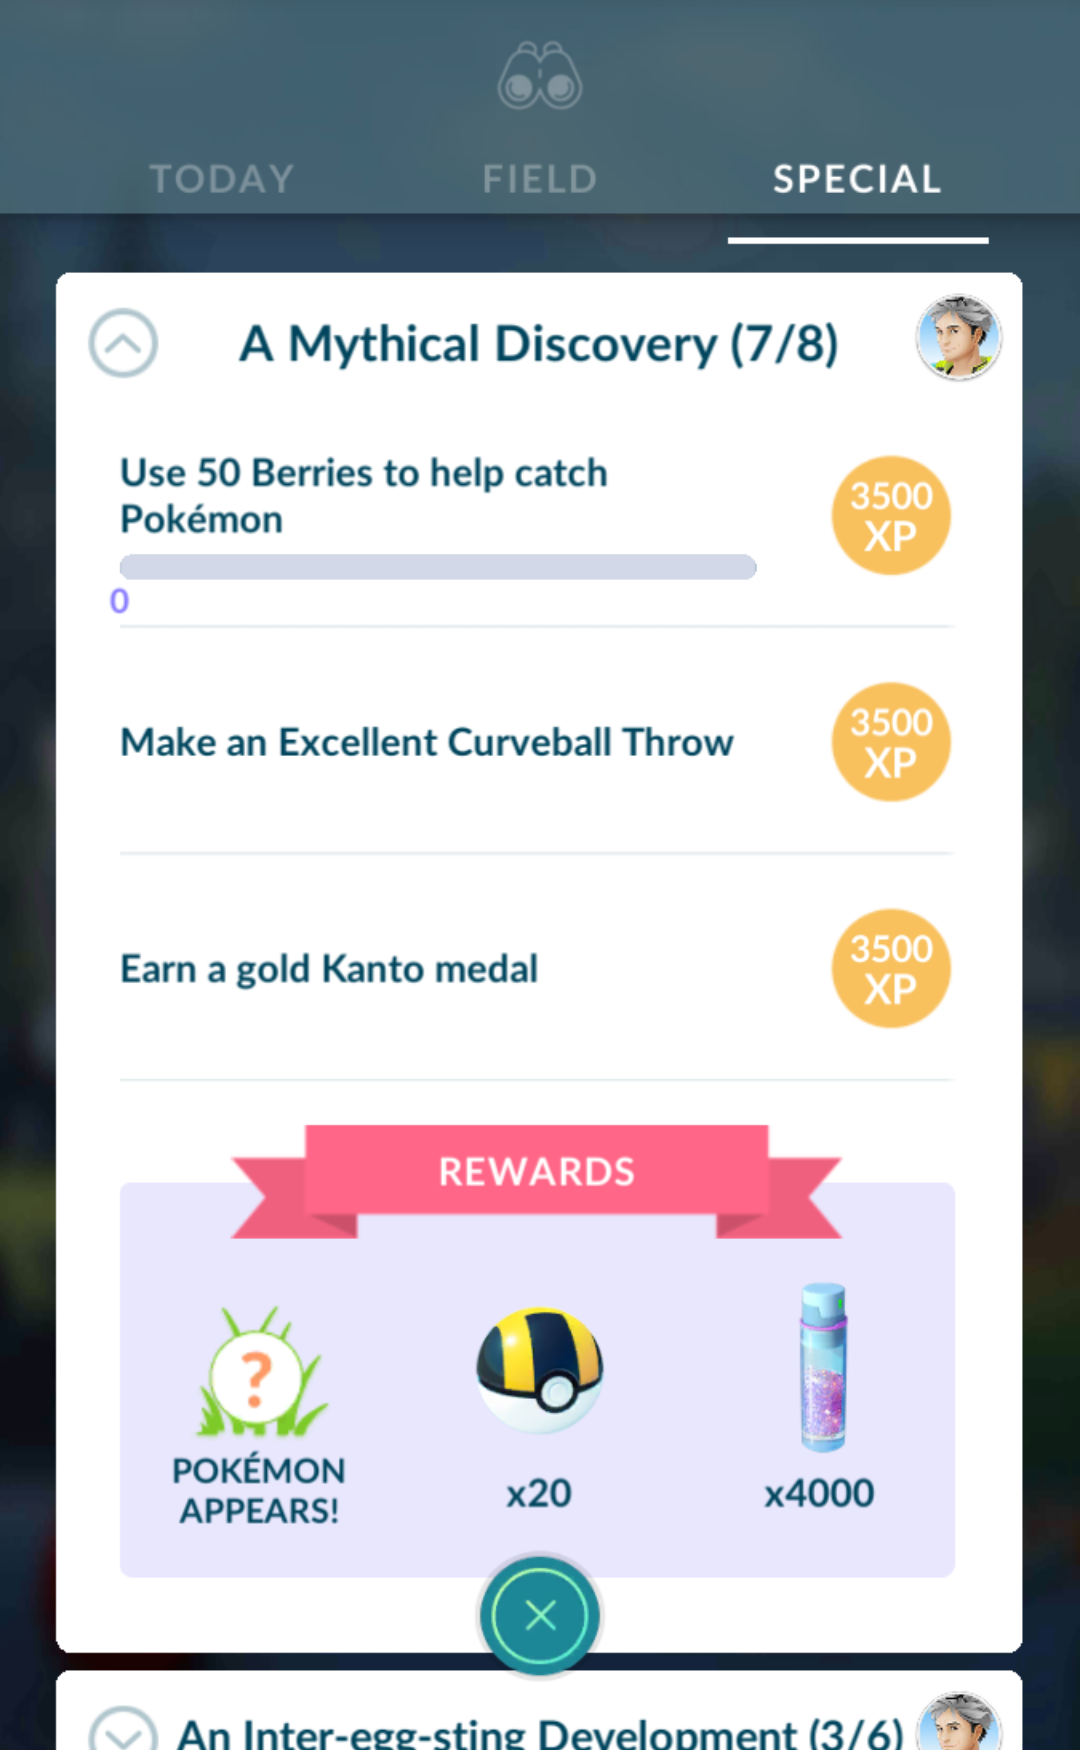 TODAY FIELD SPECIAL
A Mythical Discovery (7/8)
Use 50 Berries to help catch
Pokémon
3500
XP
0
Make an Excellent Curveball Throw
3500
XP
Earn a gold Kanto medal
3500
XP
REWARDS
?
POKÉMON
APPEARS!
x20
x4000
An Inter-egg-sting Development (3/6)